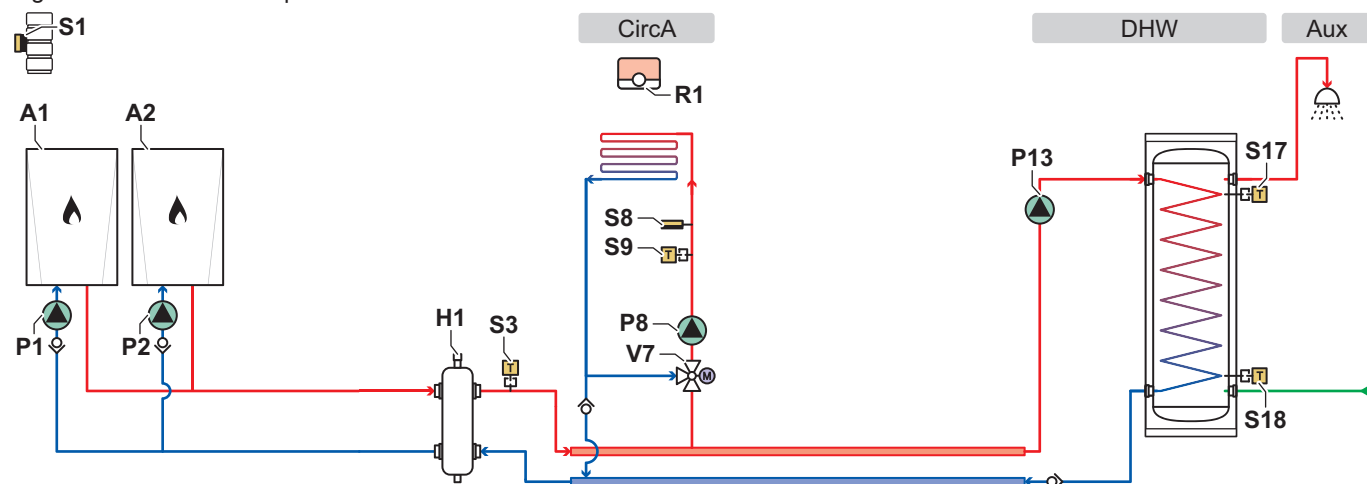 S1
CircA
DHW
Aux
R1
A1
A2
P13
S17
T
S8
S9
T
P8
V7
M
P1
P2
H1
S3
T
T
S18